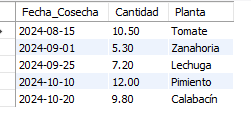 Fecha_Cosecha Cantidad Planta
2024-08-15 10.50 Tomate
2024-09-01 5.30 Zanahoria
2024-09-25 7.20 Lechuga
2024-10-10 12.00 Pimiento
2024-10-20 9.80 Calabacín